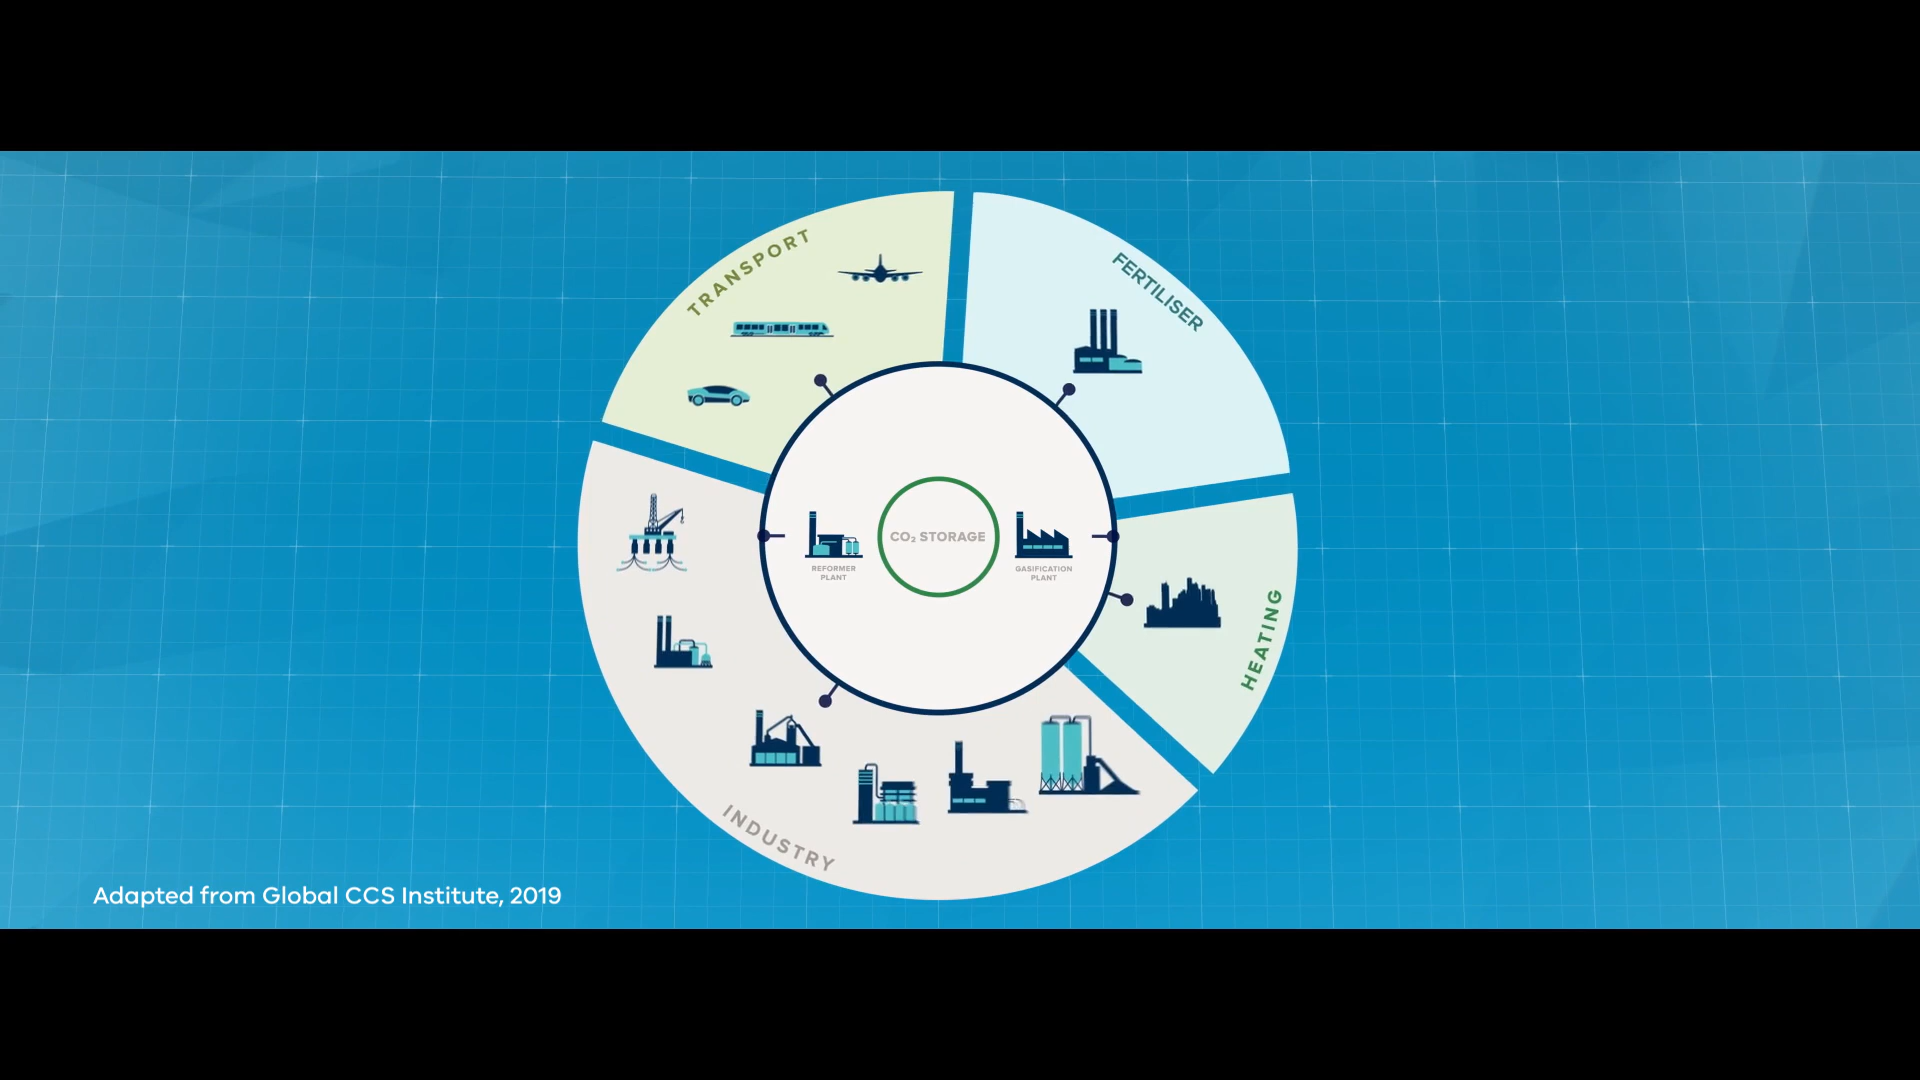 TRANSPORT
FERTILISER
CO₂ STORAGE
REFORMER
PLANT
GASIFICATION
PLANT
HEATING
INDUSTRY
Adapted from Global CCS Institute, 2019